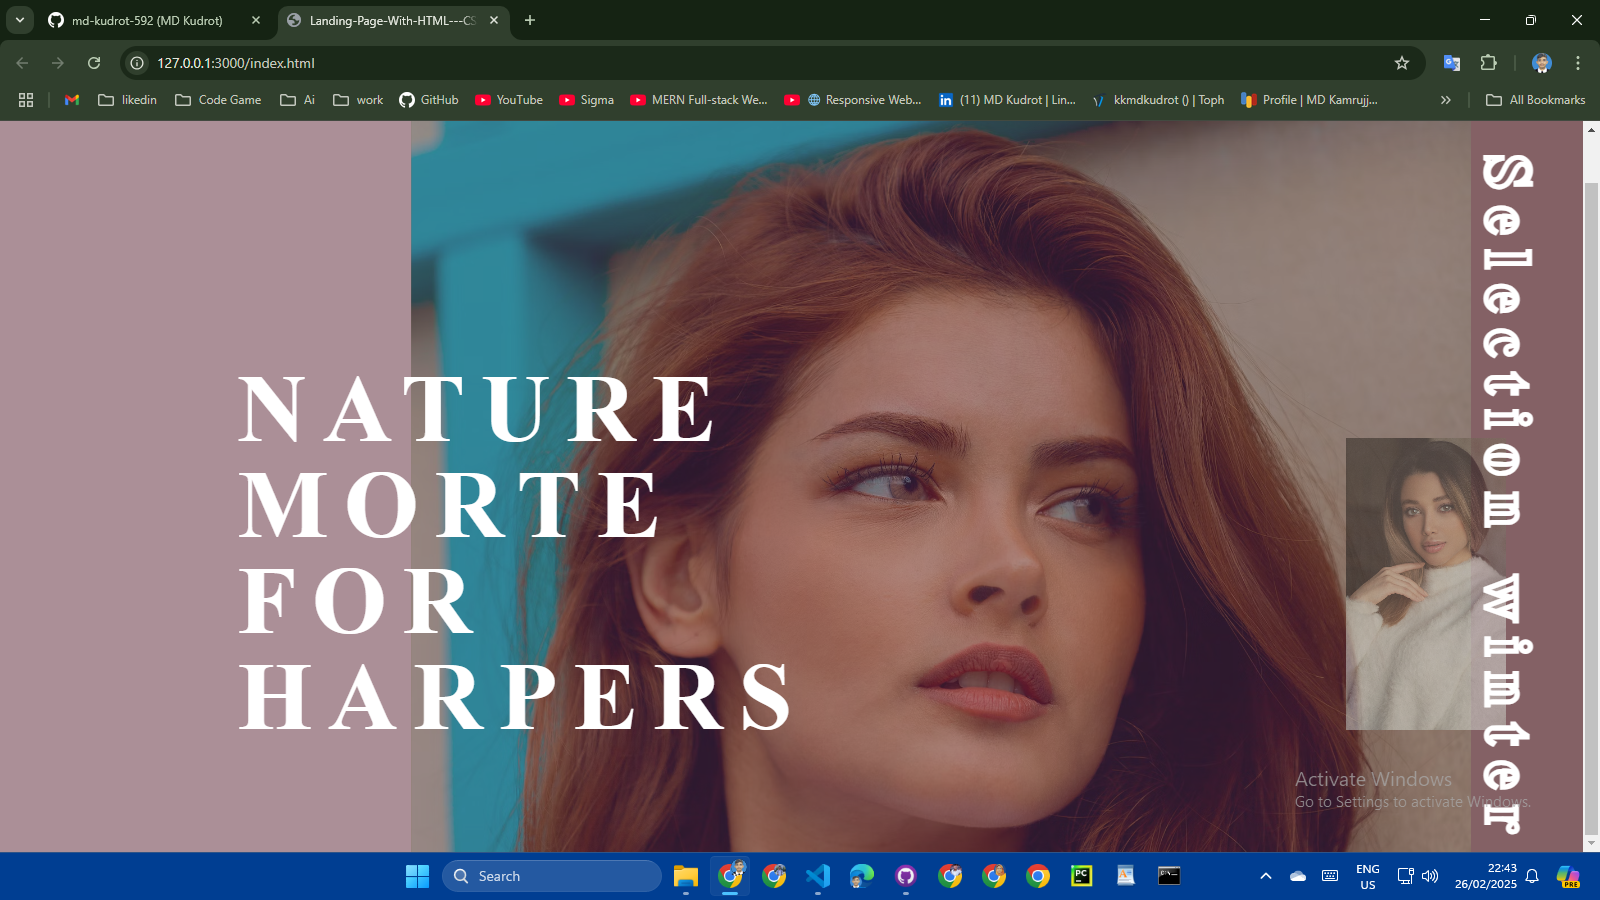 md-kudrot-592 (MD Kudrot)
Landing-Page-With-HTML---CS
127.0.0.1:3000/index.html
likedin
Code Game
Ai
work
GitHub
YouTube
Sigma
MERN Full-stack We...
Responsive Web...
(11) MD Kudrot | Lin...
kkmdkudrot () | Toph
Profile | MD Kamrujj...
All Bookmarks
NATURE
MORTE
FOR
HARPERS
Seleection wimter
Activate Windows
Go to Settings to activate Windows.
Search
ENG
US
22:43
26/02/2025